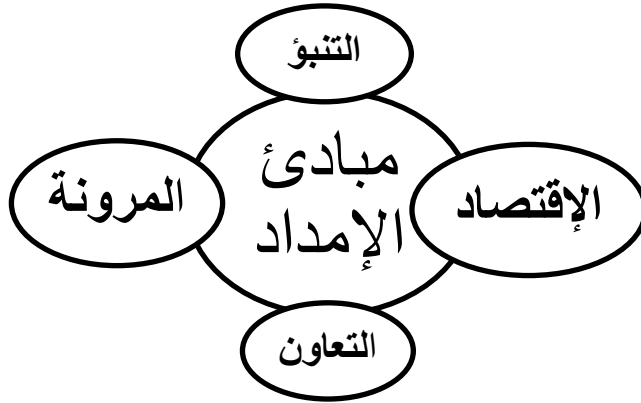 التنبؤ
مبادئ
الإمداد
الإقتصاد
المرونة
التعاون